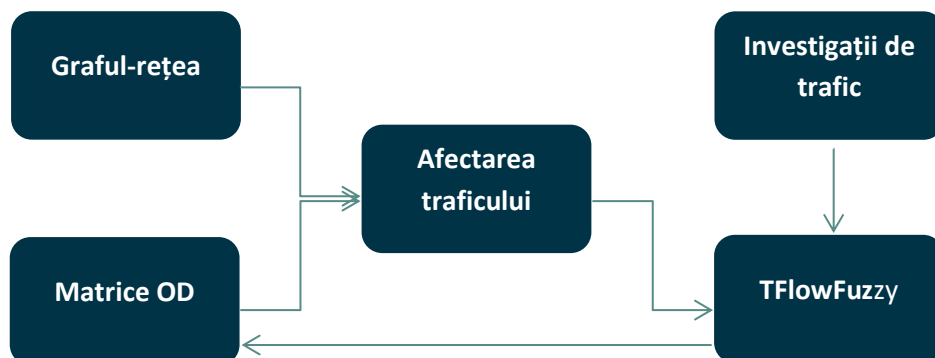 Graful-rețea
Investigații de
trafic
Afectarea
traficului
Matrice OD
TFlowFuzzy